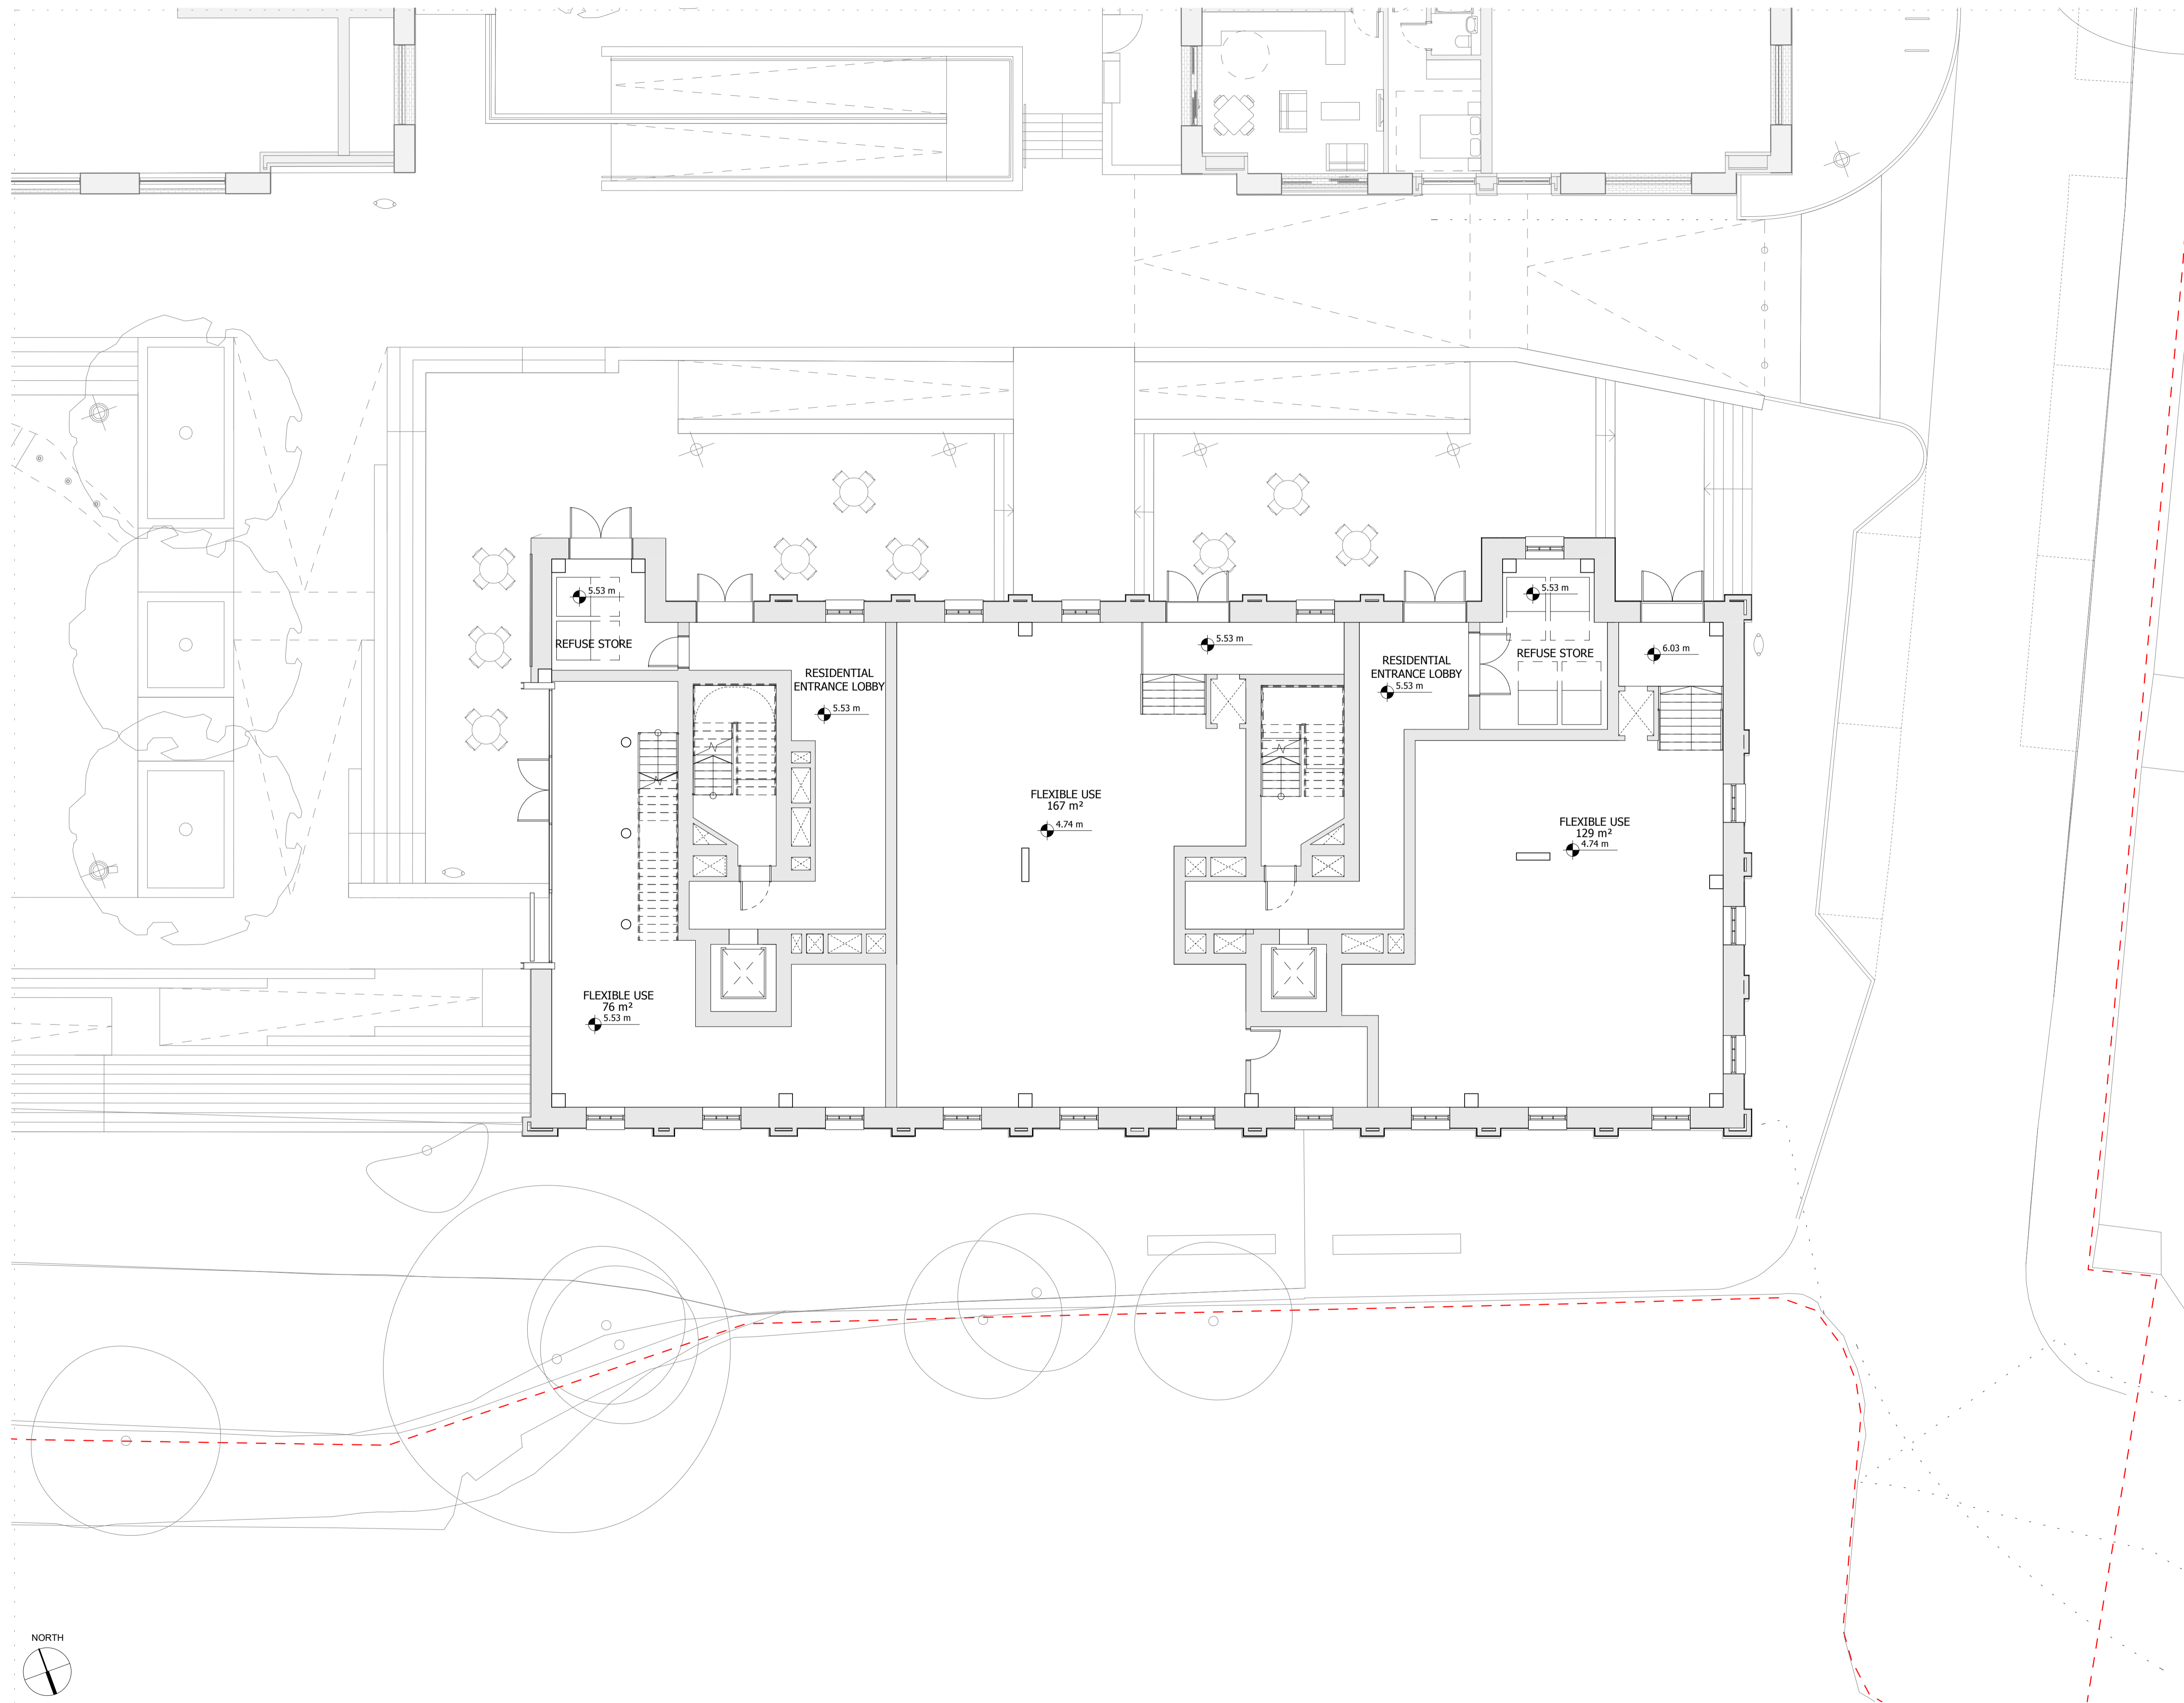 5.53 m
REFUSE STORE
RESIDENTIAL
ENTRANCE LOBBY
5.53 m
5.53 m
RESIDENTIAL
ENTRANCE LOBBY
5.53 m
5.53 m
REFUSE STORE
6.03 m
FLEXIBLE USE
167 m²
4.74 m
FLEXIBLE USE
129 m²
4.74 m
FLEXIBLE USE
76 m²
5.53 m
NORTH